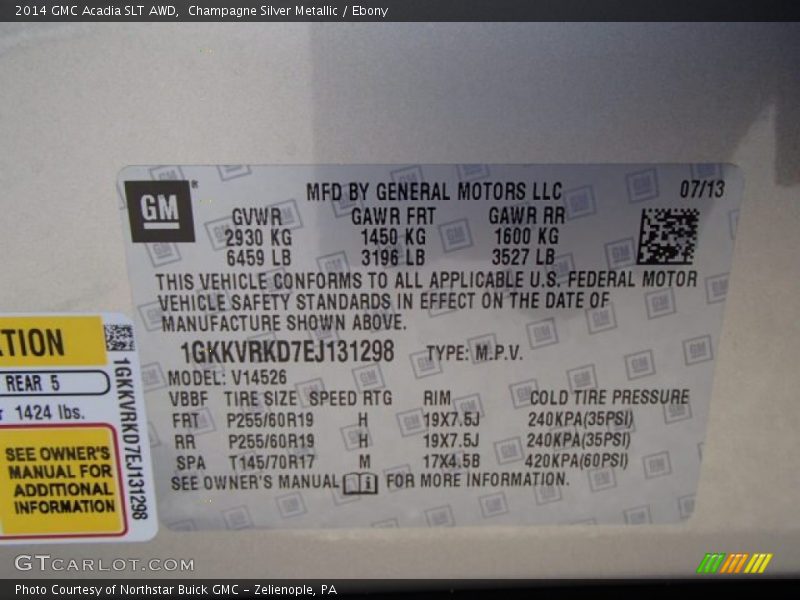 2014 GMC Acadia SLT AWD,  Champagne Silver Metallic / Ebony
GM
MFD BY GENERAL MOTORS LLC 07/13
GVWR GAWR FRT GAWR RR
2930 KG 1450 KG 1600 KG
6459 LB 3196 LB 3527 LB
THIS VEHICLE CONFORMS TO ALL APPLICABLE U.S. FEDERAL MOTOR
VEHICLE SAFETY STANDARDS IN EFFECT ON THE DATE OF
MANUFACTURE SHOWN ABOVE.
1GKKVRKD7EJ131298 TYPE: M.P.V.
MODEL: V14526
VBBF TIRE SIZE SPEED RTG RIM COLD TIRE PRESSURE
FRT P255/60R19 H 19X7.5J 240KPA(35PSI)
RR P255/60R19 H 19X7.5J 240KPA(35PSI)
SPA T145/70R17 M 17X4.5B 420KPA(60PSI)
SEE OWNER'S MANUAL FOR MORE INFORMATION.
TION
REAR 5
r 1424 lbs.
SEE OWNER'S
MANUAL FOR
ADDITIONAL
INFORMATION
1GKKVRKD7EJ131298
GTCARLOT.COM
Photo Courtesy of Northstar Buick GMC - Zelienople, PA